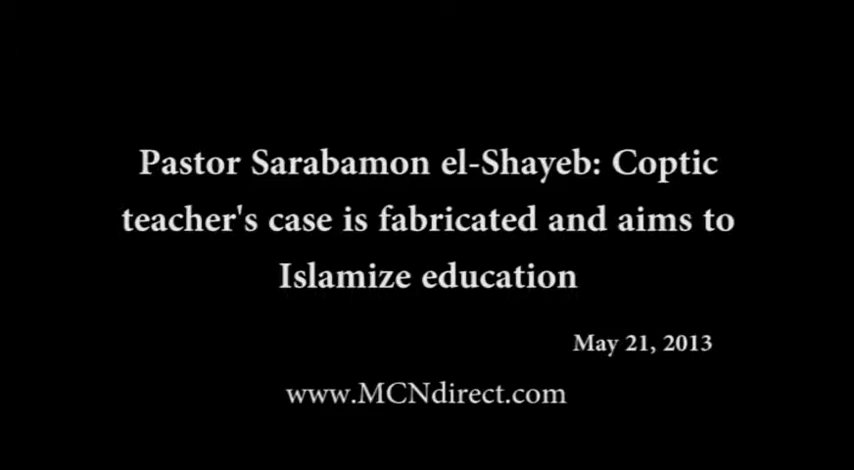 Pastor Sarabamon el-Shayeb: Coptic
teacher's case is fabricated and aims to
Islamize education
May 21, 2013
www.MCNdirect.com